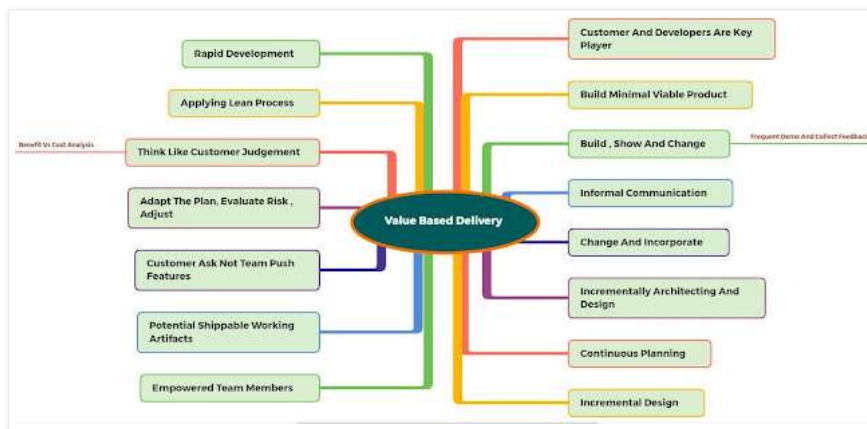 Rapid Development
Applying Lean Process
Benefit Vs Cost Analysis
Think Like Customer Judgement
Adapt The Plan, Evaluate Risk ,
Adjust
Customer Ask Not Team Push
Features
Potential Shippable Working
Artifacts
Empowered Team Members
Value Based Delivery
Customer And Developers Are Key
Player
Build Minimal Viable Product
Build , Show And Change
Frequent Demo And Collect Feedback
Informal Communication
Change And Incorporate
Incrementally Architecting And
Design
Continuous Planning
Incremental Design